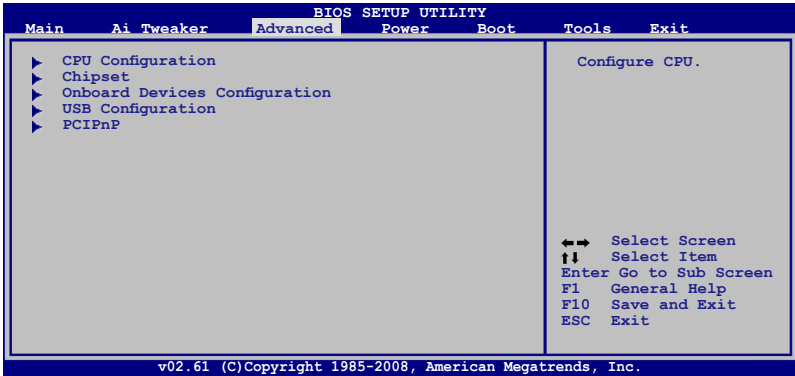 BIOS SETUP UTILITY
Main Ai Tweaker Advanced Power Boot Tools Exit
CPU Configuration
Chipset
Onboard Devices Configuration
USB Configuration
PCIPnP
Configure CPU.
←→ Select Screen
↑↓ Select Item
Enter Go to Sub Screen
F1 General Help
F10 Save and Exit
ESC Exit
v02.61 (C)Copyright 1985-2008, American Megatrends, Inc.